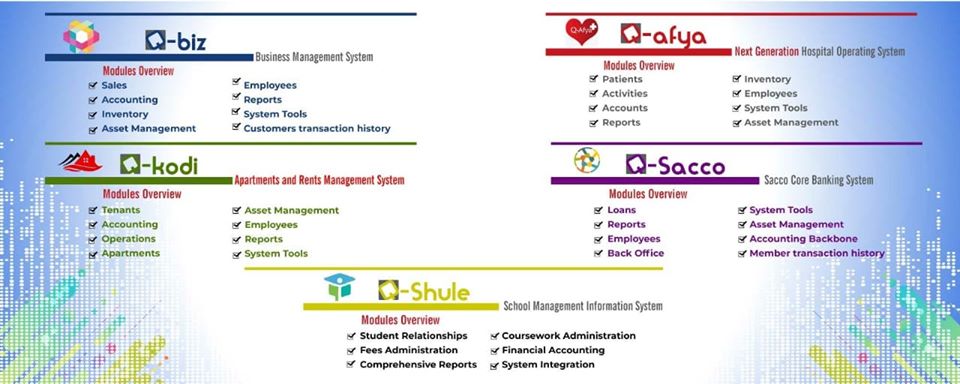 Q-biz
Business Management System
Modules Overview
Sales
Accounting
Inventory
Asset Management
Employees
Reports
System Tools
Customers transaction history
Q-Afya
Q-afya
Next Generation Hospital Operating System
Modules Overview
Patients
Activities
Accounts
Reports
Inventory
Employees
System Tools
Asset Management
Q-kodi
Apartments and Rents Management System
Modules Overview
Tenants
Accounting
Operations
Apartments
Asset Management
Employees
Reports
System Tools
Q-Sacco
Sacco Core Banking System
Modules Overview
Loans
Reports
Employees
Back Office
System Tools
Asset Management
Accounting Backbone
Member transaction history
Q-Shule
School Management Information System
Modules Overview
Student Relationships
Fees Administration
Comprehensive Reports
Coursework Administration
Financial Accounting
System Integration